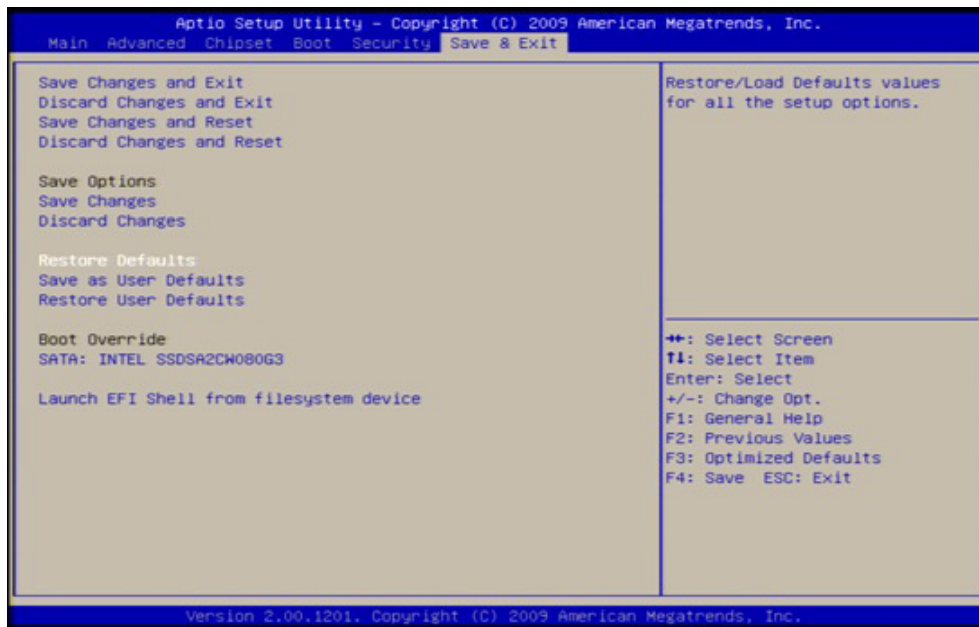 Aptio Setup Utility – Copyright (C) 2009 American Megatrends, Inc.
Main Advanced Chipset Boot Security Save & Exit
Save Changes and Exit
Discard Changes and Exit
Save Changes and Reset
Discard Changes and Reset
Save Options
Save Changes
Discard Changes
Restore Defaults
Save as User Defaults
Restore User Defaults
Boot Override
SATA: INTEL SSDSA2CW080G3
Launch EFI Shell from filesystem device
Restore/Load Defaults values
for all the setup options.
→←: Select Screen
↑↓: Select Item
Enter: Select
+/-: Change Opt.
F1: General Help
F2: Previous Values
F3: Optimized Defaults
F4: Save ESC: Exit
Version 2.00.1201. Copyright (C) 2009 American Megatrends, Inc.